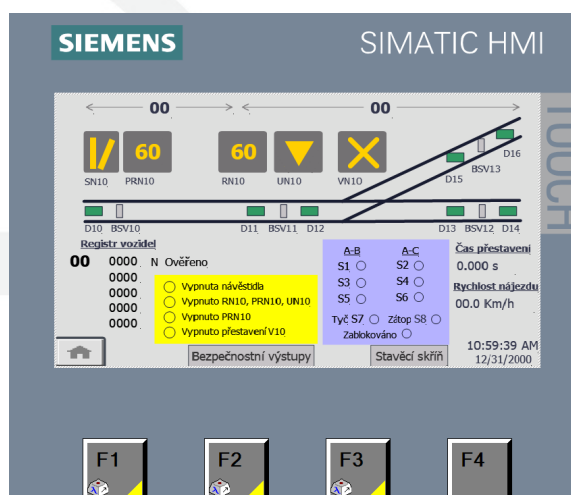 SIEMENS SIMATIC HMI
TOUCH
00 00
60 60
SN10 PRN10 RN10 UN10 VN10
D16
BSV13
D15
D10 BSV10 D11 BSV11 D12 D13 BSV12 D14
Registr vozidel
00 0000 N Ověřeno
0000
0000
0000
0000
Vypnuta návěstidla
Vypnuto RN10, PRN10, UN10
Vypnuto PRN10
Vypnuto přestavení V10
A-B A-C
S1 S2
S3 S4
S5 S6
Tyč S7 Zátop S8
Zablokováno
Čas přestavení
0.000 s
Rychlost nájezdu
00.0 Km/h
Bezpečnostní výstupy Stavěcí skříň
10:59:39 AM
12/31/2000
F1 F2 F3 F4